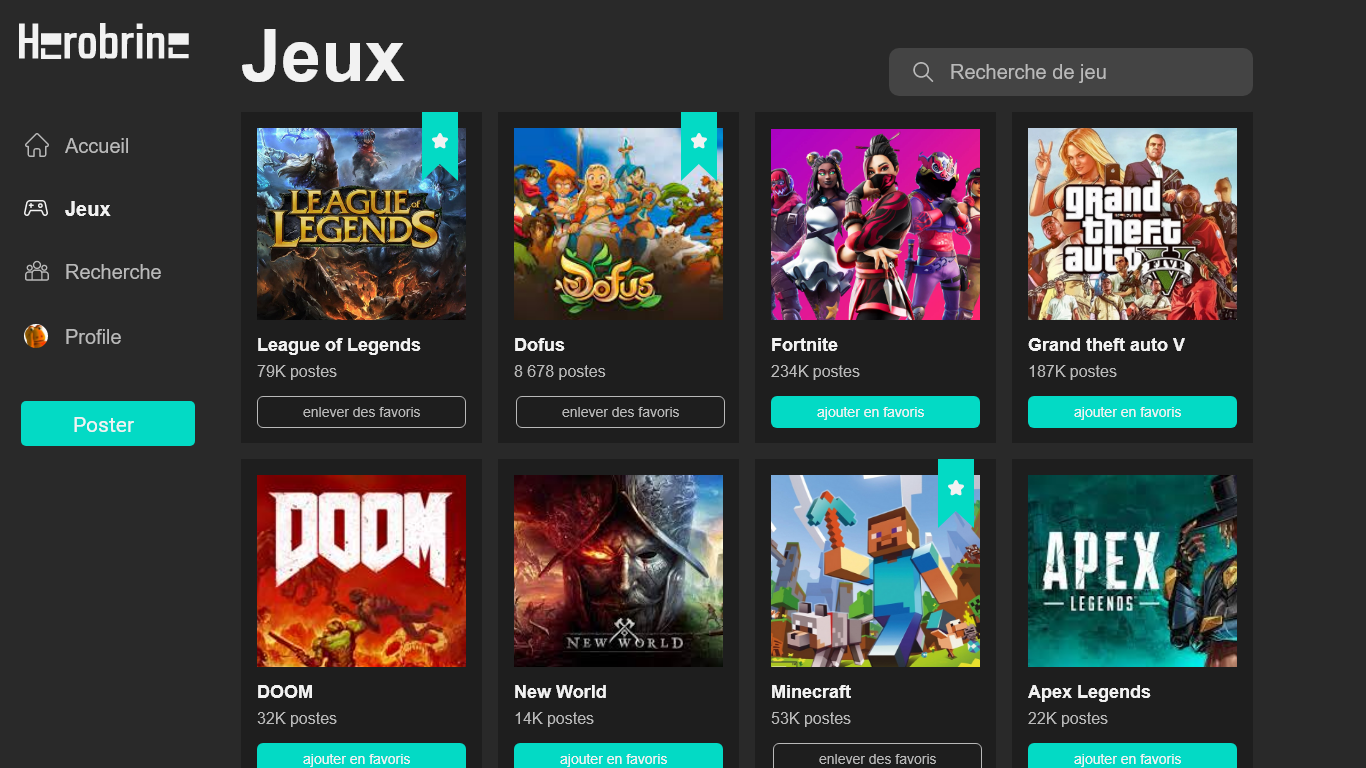 Herobrine
Jeux
Recherche de jeu
Accueil
Jeux
Recherche
Profile
Poster
LEAGUE of
LEGENDS
Dofus
grand
theft
auto V
FIVE
League of Legends
Dofus
Fortnite
Grand theft auto V
79K postes
8 678 postes
234K postes
187K postes
enlever des favoris
enlever des favoris
ajouter en favoris
ajouter en favoris
DOOM
NEW WORLD
APEX
LEGENDS
DOOM
New World
Minecraft
Apex Legends
32K postes
14K postes
53K postes
22K postes
ajouter en favoris
ajouter en favoris
enlever des favoris
ajouter en favoris